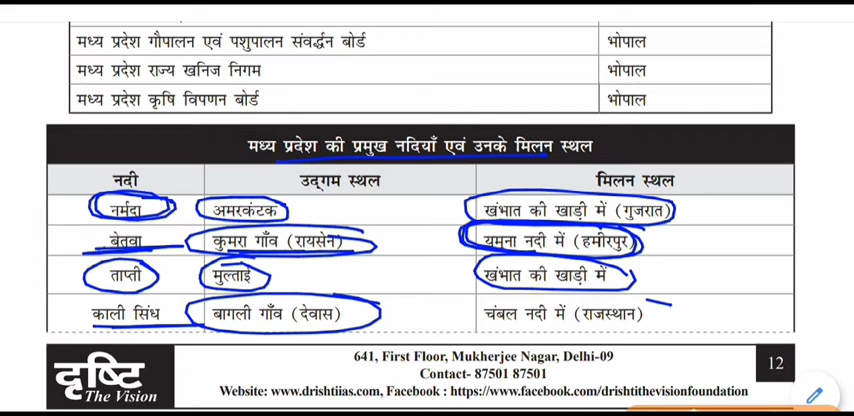 मध्य प्रदेश गौपालन एवं पशुपालन संवर्द्धन बोर्ड भोपाल
मध्य प्रदेश राज्य खनिज निगम भोपाल
मध्य प्रदेश कृषि विपणन बोर्ड भोपाल
मध्य प्रदेश की प्रमुख नदियाँ एवं उनके मिलन स्थल
नदी उद्गम स्थल मिलन स्थल
नर्मदा अमरकंटक खंभात की खाड़ी में (गुजरात)
बेतवा कुमरा गाँव (रायसेन) यमुना नदी में (हमीरपुर)
ताप्ती मुल्ताई खंभात की खाड़ी में
काली सिंध बागली गाँव (देवास) चंबल नदी में (राजस्थान)
दृष्टि
The Vision
641, First Floor, Mukherjee Nagar, Delhi-09
Contact- 87501 87501
Website: www.drishtiias.com, Facebook : https://www.facebook.com/drishtithevisionfoundation
12